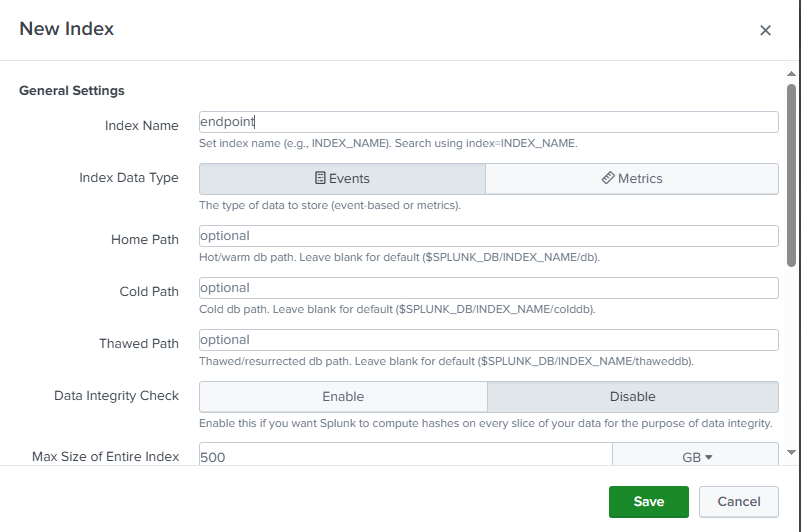 New Index
General Settings
Index Name
endpoint
Set index name (e.g., INDEX_NAME). Search using index=INDEX_NAME.
Index Data Type
Events
Metrics
The type of data to store (event-based or metrics).
Home Path
optional
Hot/warm db path. Leave blank for default ($SPLUNK_DB/INDEX_NAME/db).
Cold Path
optional
Cold db path. Leave blank for default ($SPLUNK_DB/INDEX_NAME/colddb).
Thawed Path
optional
Thawed/resurrected db path. Leave blank for default ($SPLUNK_DB/INDEX_NAME/thaweddb).
Data Integrity Check
Enable
Disable
Enable this if you want Splunk to compute hashes on every slice of your data for the purpose of data integrity.
Max Size of Entire Index
500
GB
Save
Cancel